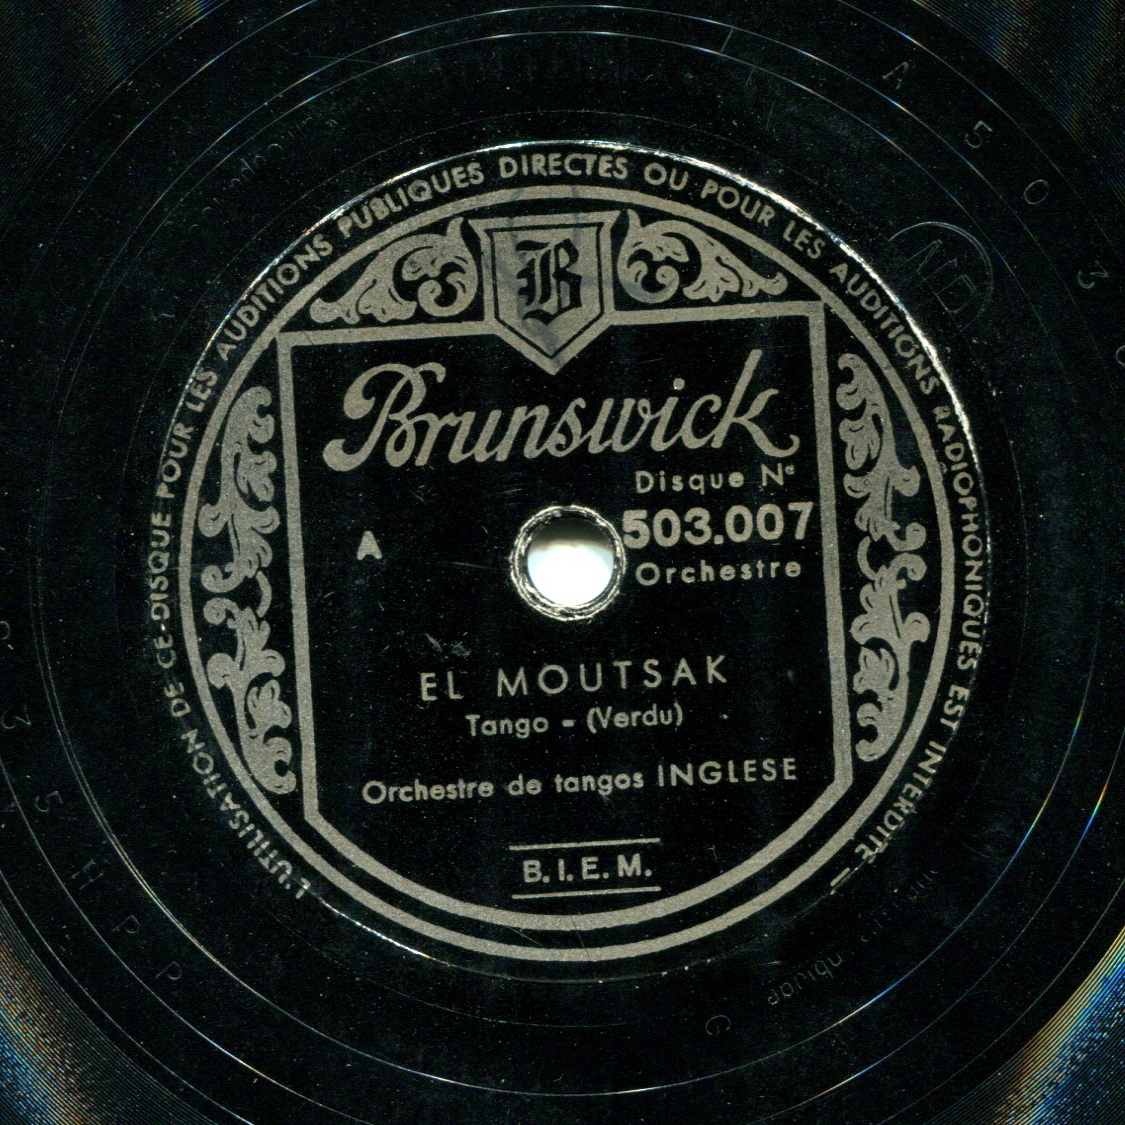 L'UTILISATION DE CE-DISQUE POUR LES AUDITIONS PUBLIQUES DIRECTES OU POUR LES AUDITIONS RADIOPHONIQUES EST INTERDITE –
B
Brunswick
Disque Nº
503.007
A
Orchestre
EL MOUTSAK
Tango - (Verdu)
Orchestre de tangos INGLESE
B.I.E.M.